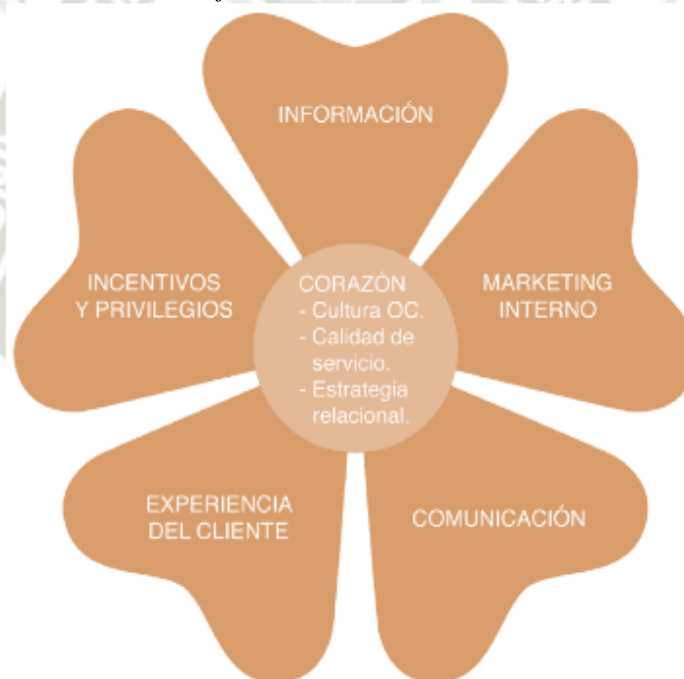 INFORMACIÓN
INCENTIVOS
Y PRIVILEGIOS
CORAZÓN
- Cultura OC.
- Calidad de
servicio.
- Estrategia
relacional.
MARKETING
INTERNO
EXPERIENCIA
DEL CLIENTE
COMUNICACIÓN